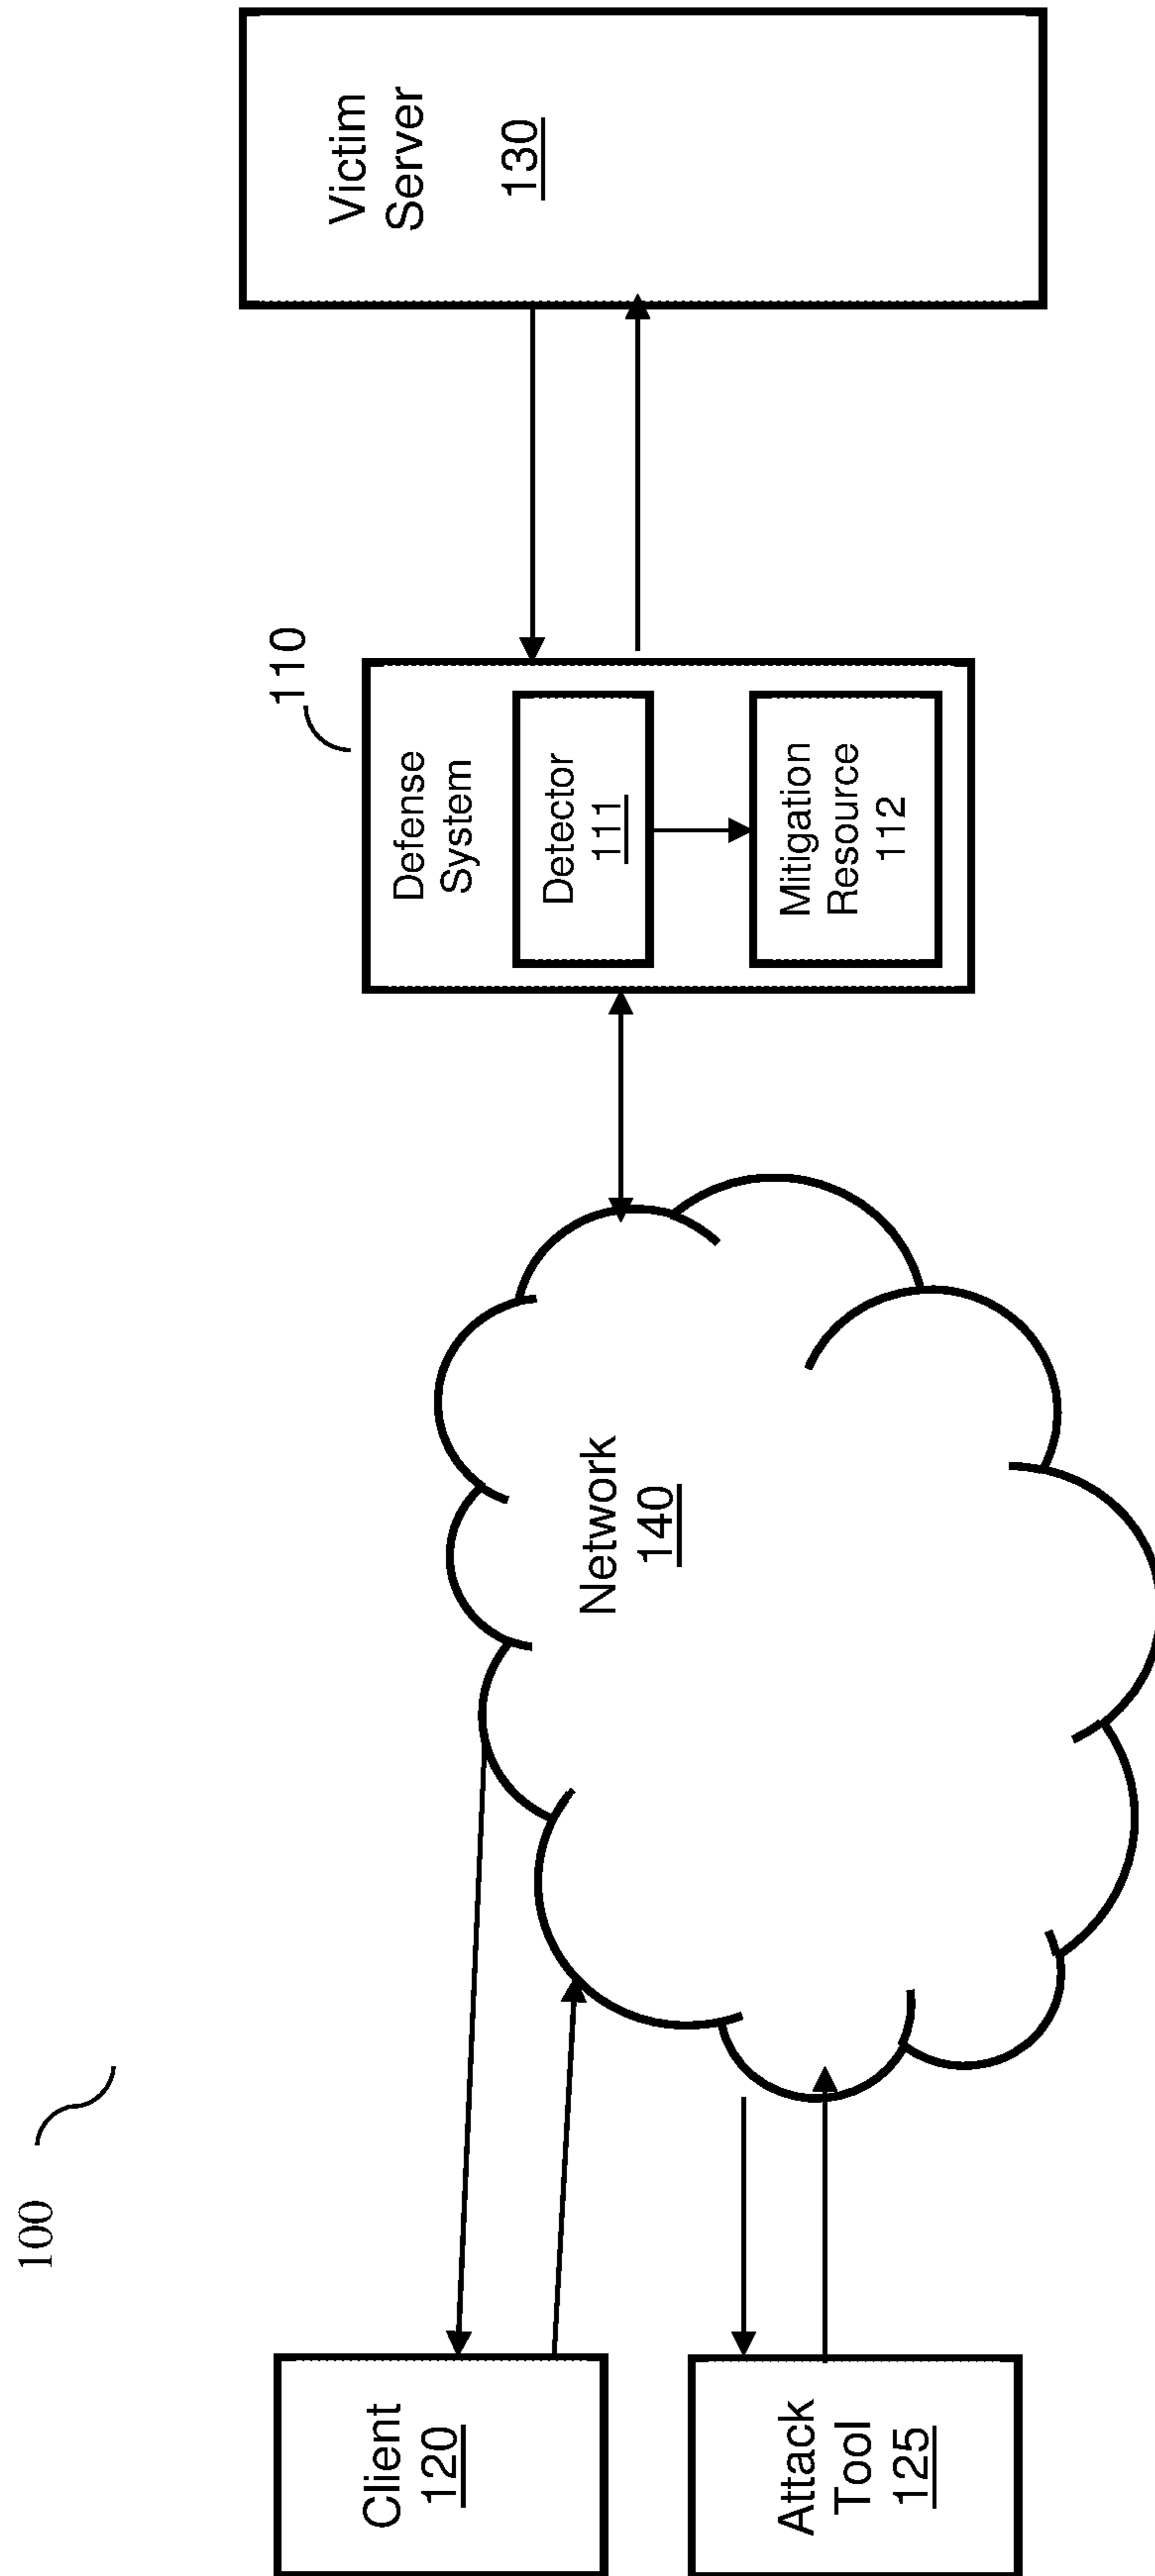 100
Client
120
Attack
Tool
125
Network
140
110
Defense
System
Detector
111
Mitigation
Resource
112
Victim
Server
130